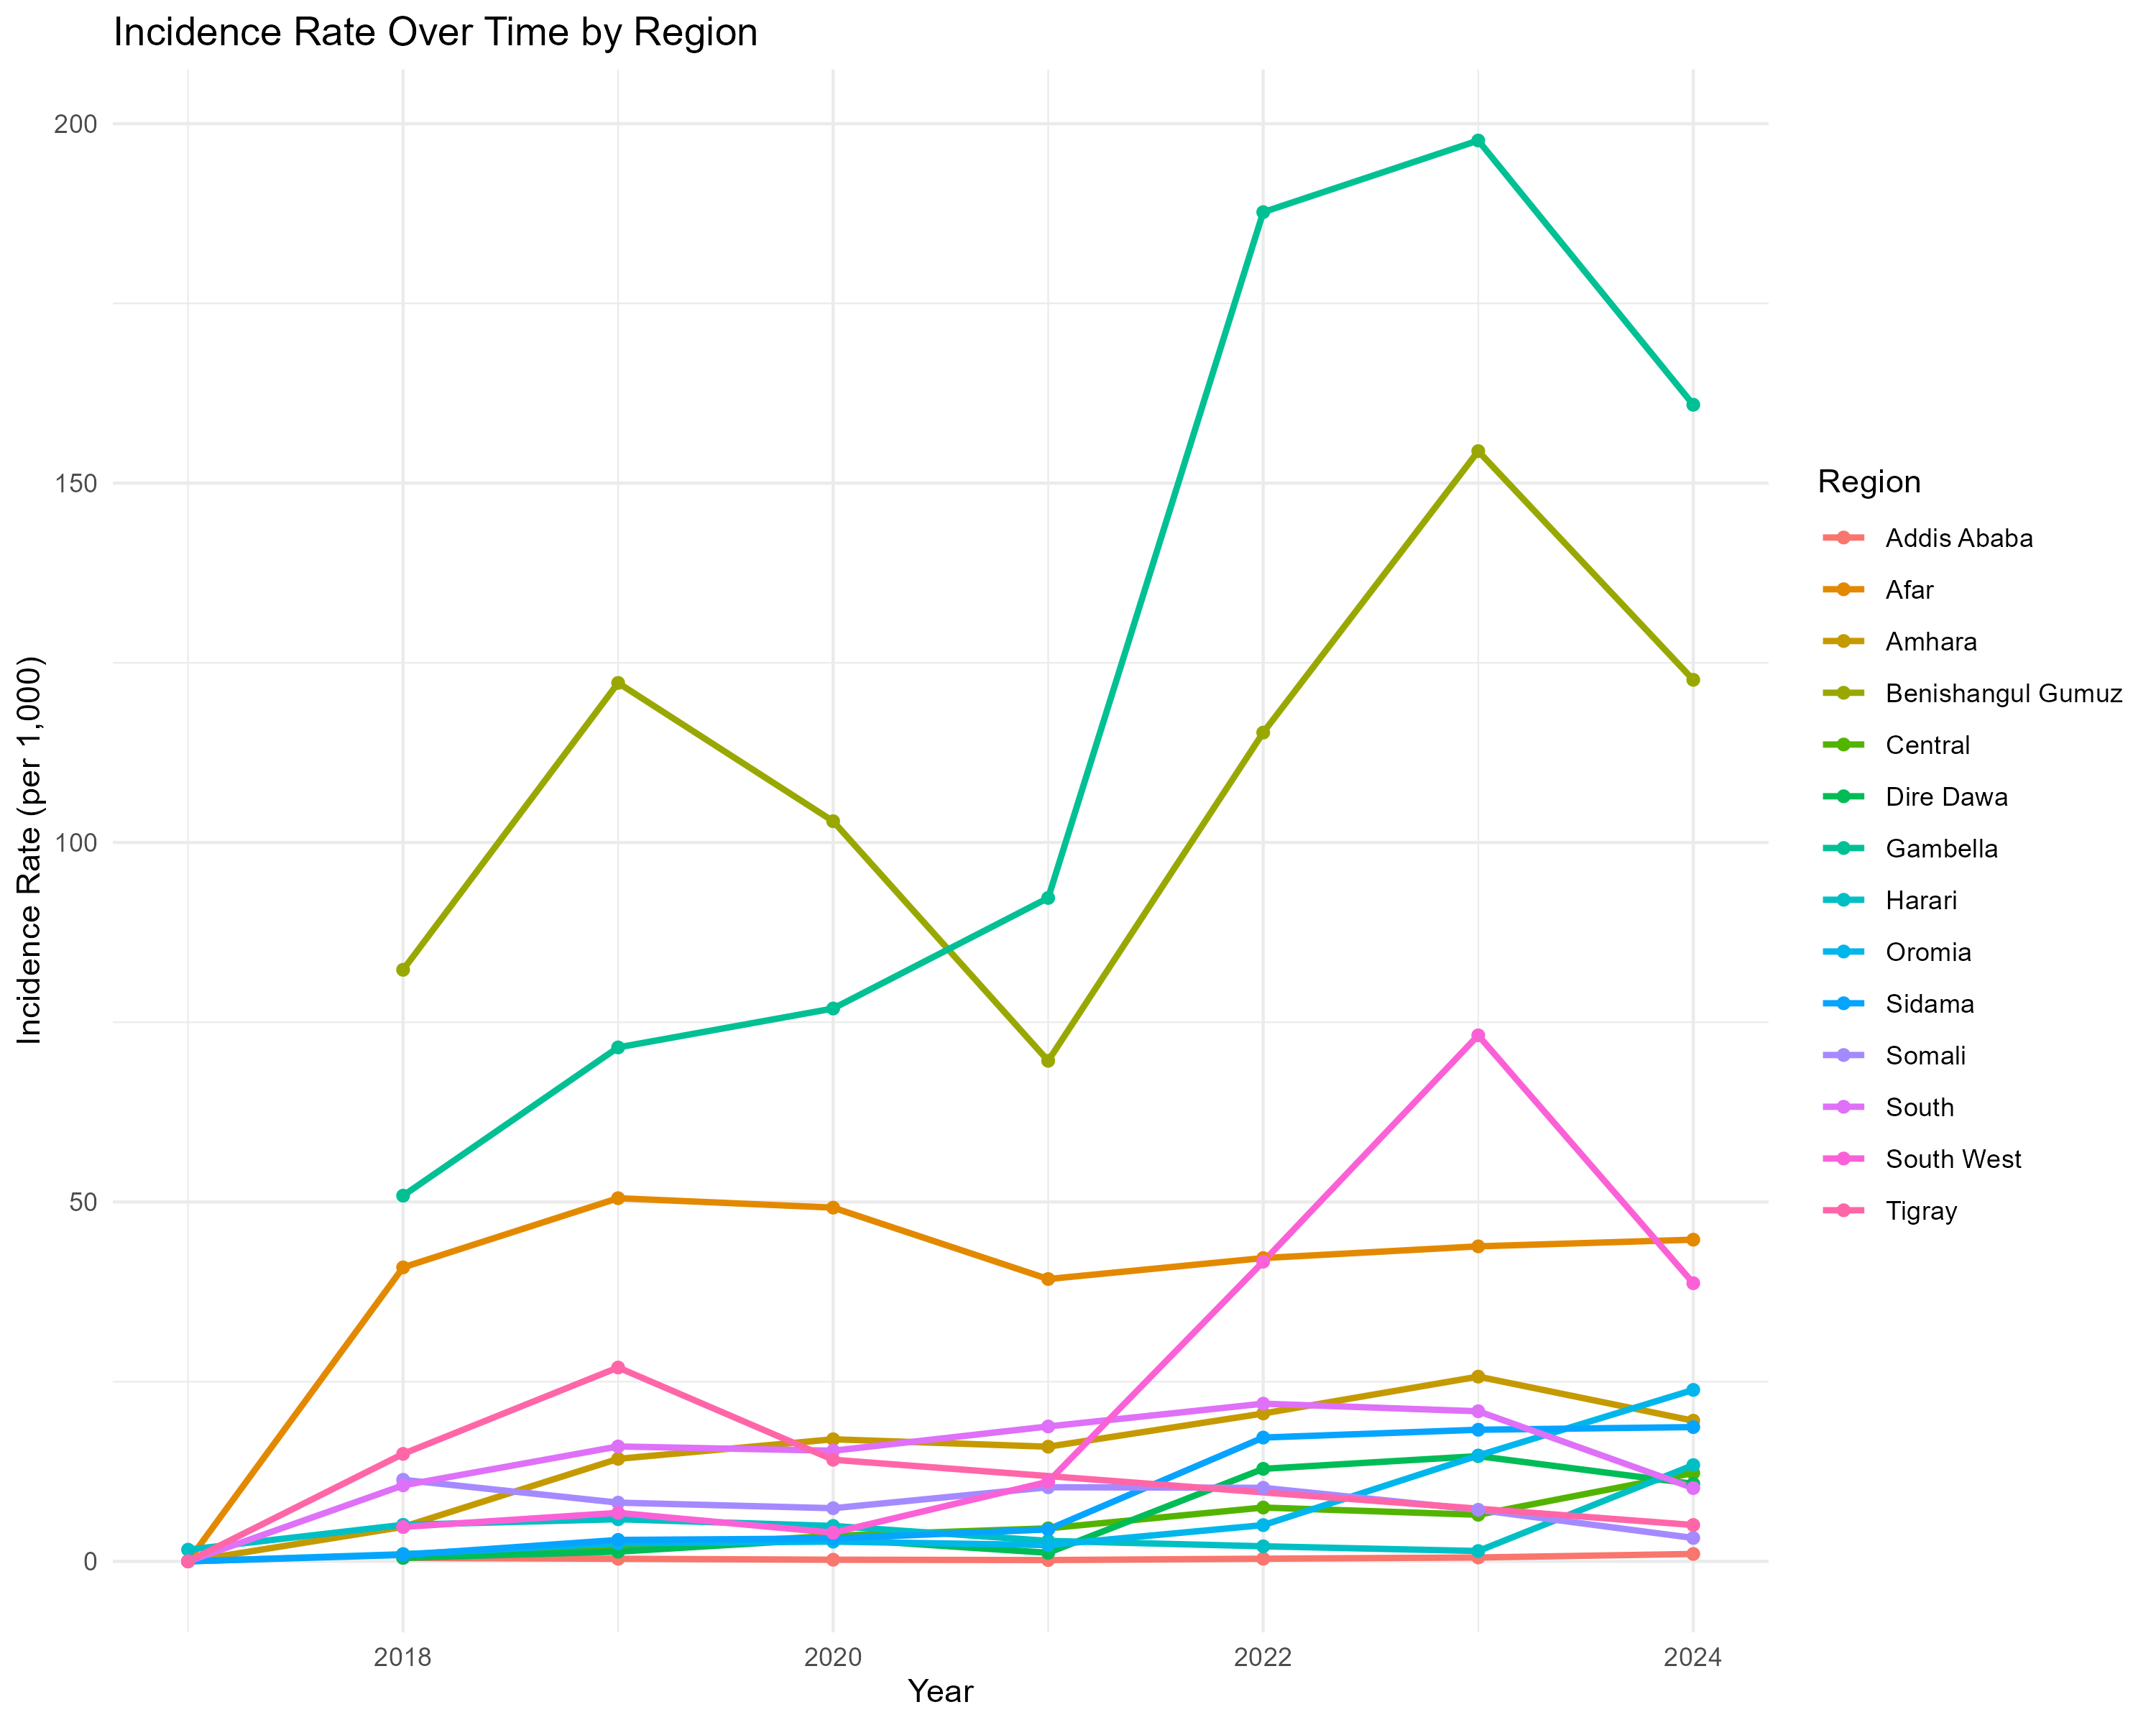 Incidence Rate Over Time by Region
200
150
100
50
0
Incidence Rate (per 1,000)
2018
2020
2022
2024
Year
Region
Addis Ababa
Afar
Amhara
Benishangul Gumuz
Central
Dire Dawa
Gambella
Harari
Oromia
Sidama
Somali
South
South West
Tigray